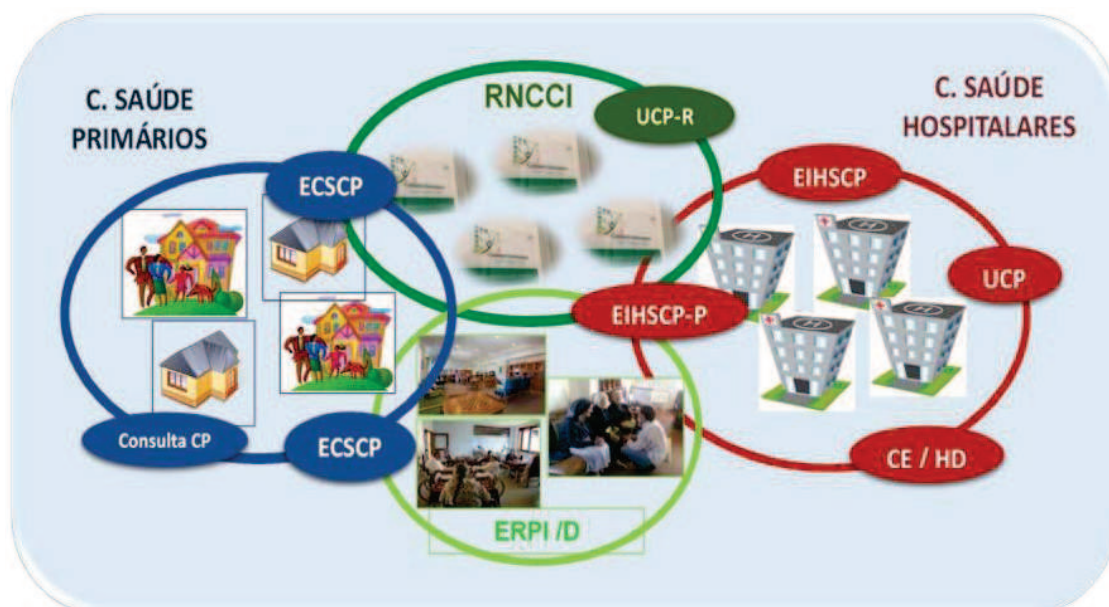 C. SAÚDE
PRIMÁRIOS
RNCCI
UCP-R
C. SAÚDE
HOSPITALARES
ECSCP
EIHSCP
UCP
EIHSCP-P
Consulta CP
ECSCP
CE / HD
ERPI /D
H
H
H
H